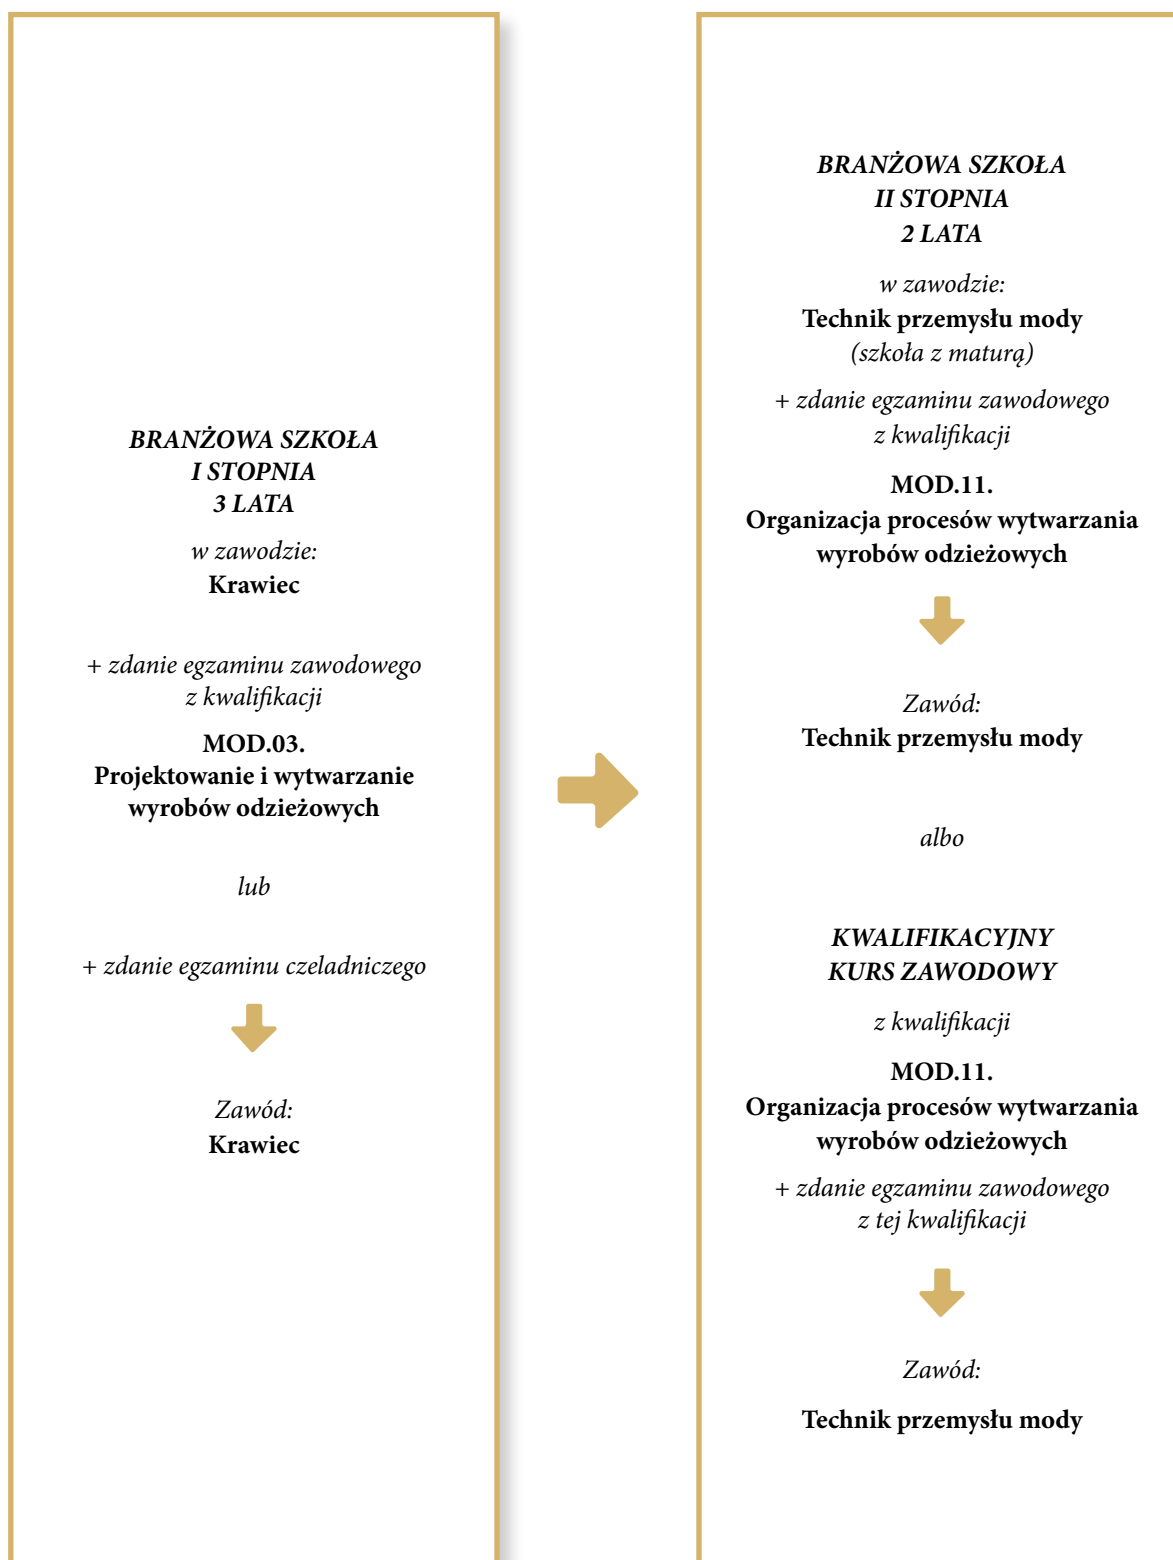 BRANŻOWA SZKOŁA
I STOPNIA
3 LATA
w zawodzie:
Krawiec
+ zdanie egzaminu zawodowego
z kwalifikacji
MOD.03.
Projektowanie i wytwarzanie
wyrobów odzieżowych
lub
+ zdanie egzaminu czeladniczego
Zawód:
Krawiec
BRANŻOWA SZKOŁA
II STOPNIA
2 LATA
w zawodzie:
Technik przemysłu mody
(szkoła z maturą)
+ zdanie egzaminu zawodowego
z kwalifikacji
MOD.11.
Organizacja procesów wytwarzania
wyrobów odzieżowych
Zawód:
Technik przemysłu mody
albo
KWALIFIKACYJNY
KURS ZAWODOWY
z kwalifikacji
MOD.11.
Organizacja procesów wytwarzania
wyrobów odzieżowych
+ zdanie egzaminu zawodowego
z tej kwalifikacji
Zawód:
Technik przemysłu mody